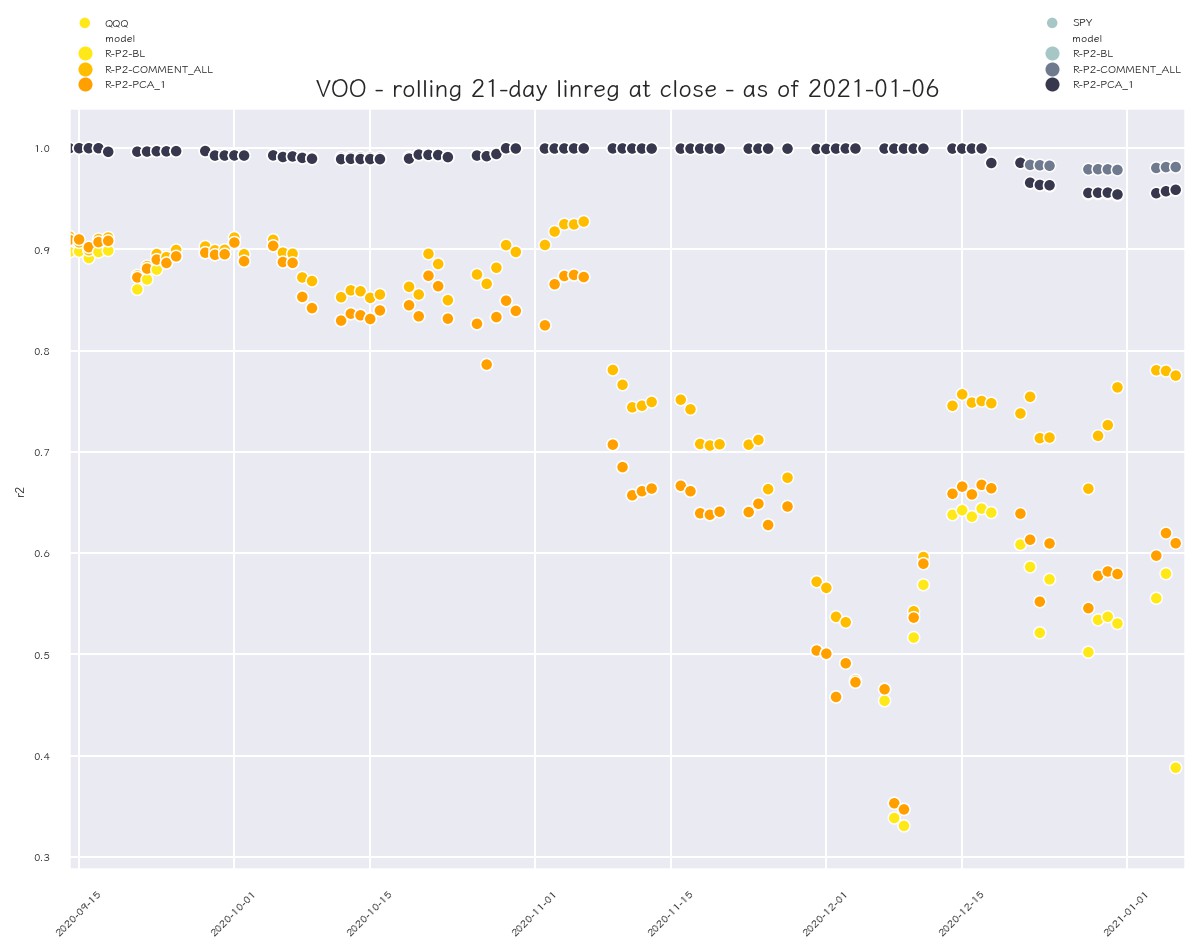 QQQ
model
R-P2-BL
R-P2-COMMENT_ALL
R-P2-PCA_1
SPY
model
R-P2-BL
R-P2-COMMENT_ALL
R-P2-PCA_1
VOO - rolling 21-day linreg at close - as of 2021-01-06
1.0
0.9
0.8
0.7
0.6
0.5
0.4
0.3
r2
2020-09-15
2020-10-01
2020-10-15
2020-11-01
2020-11-15
2020-12-01
2020-12-15
2021-01-01